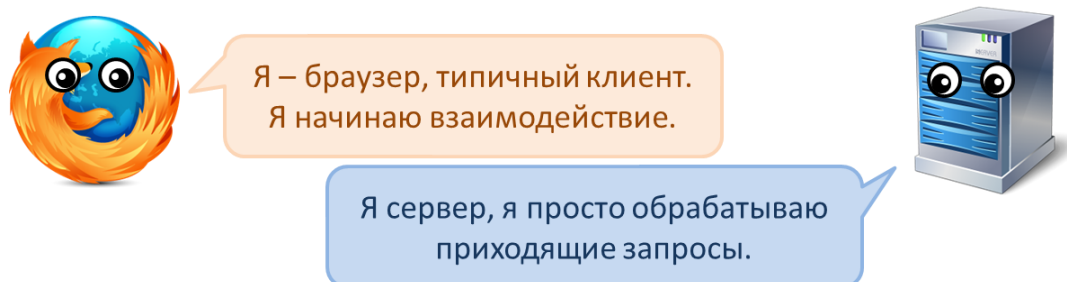 Я – браузер, типичный клиент.
Я начинаю взаимодействие.
Я сервер, я просто обрабатываю
приходящие запросы.